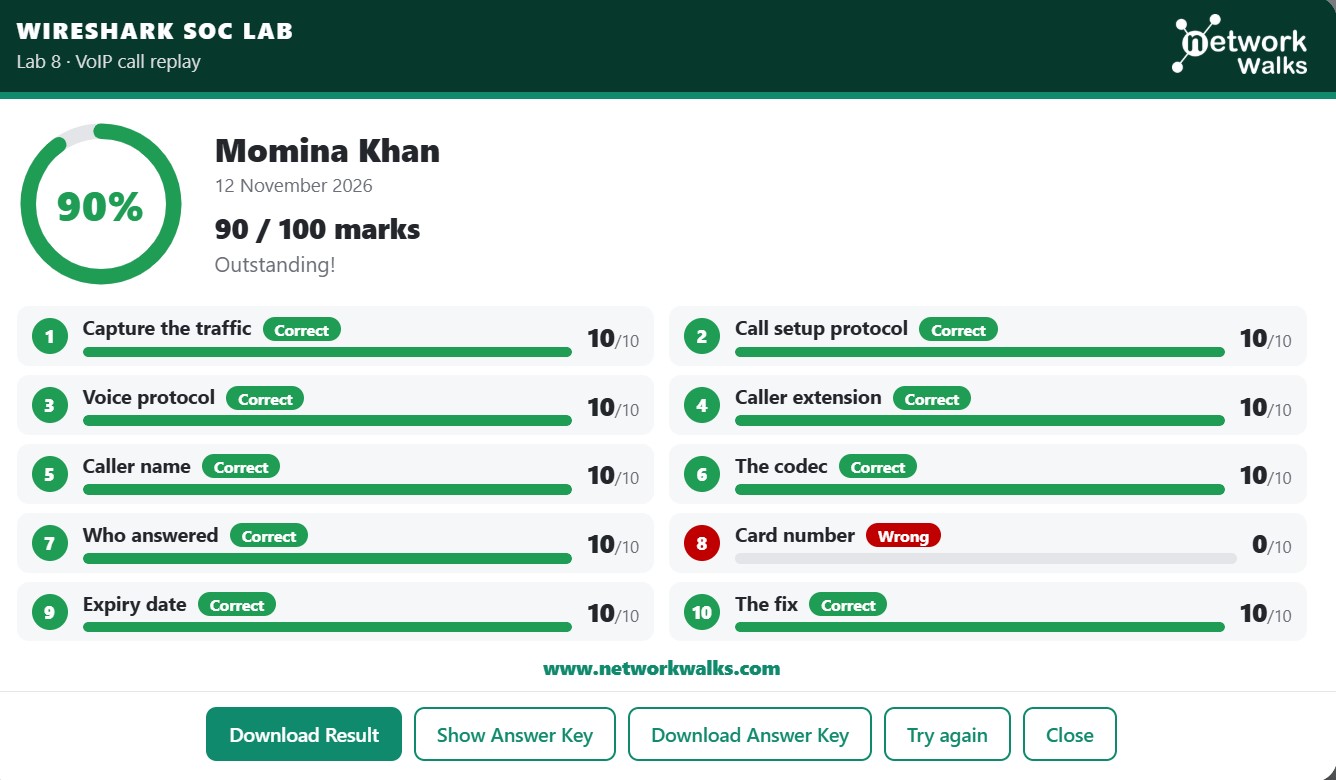 WIRESHARK SOC LAB
Lab 8 · VoIP call replay
network
Walks
90%
Momina Khan
12 November 2026
90 / 100 marks
Outstanding!
1 Capture the traffic Correct 10/10
2 Call setup protocol Correct 10/10
3 Voice protocol Correct 10/10
4 Caller extension Correct 10/10
5 Caller name Correct 10/10
6 The codec Correct 10/10
7 Who answered Correct 10/10
8 Card number Wrong 0/10
9 Expiry date Correct 10/10
10 The fix Correct 10/10
www.networkwalks.com
Download Result Show Answer Key Download Answer Key Try again Close